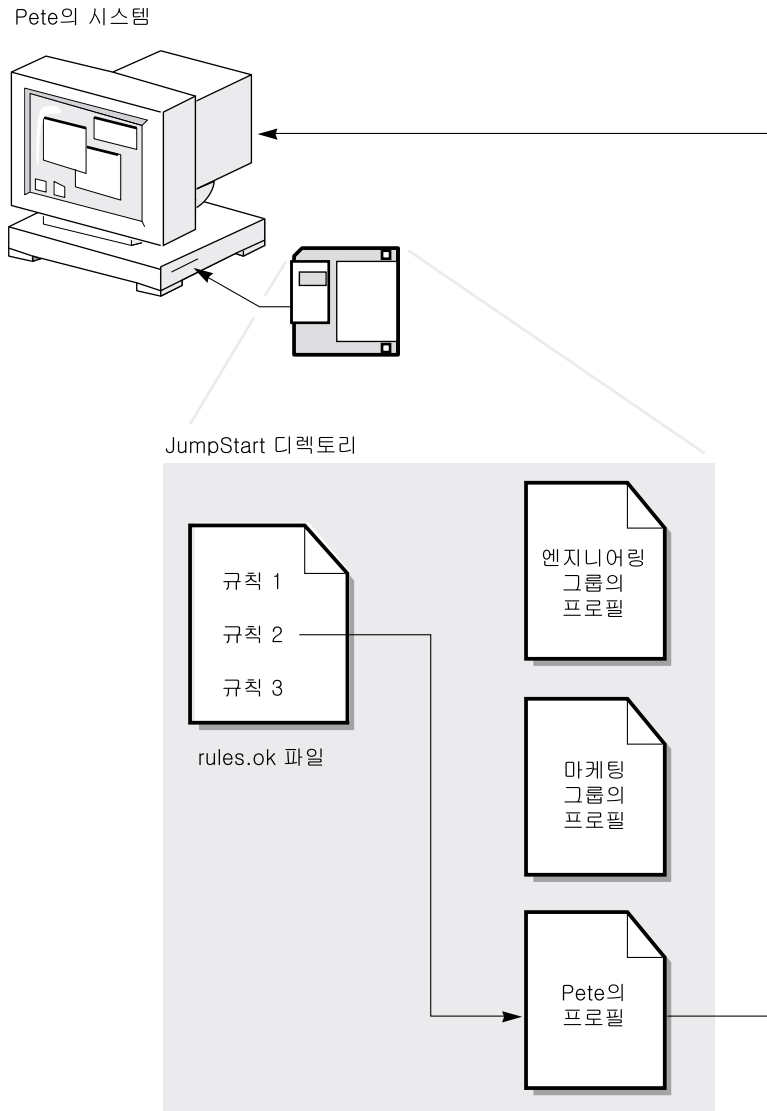 Pete의 시스템
JumpStart 디렉토리
규칙 1
규칙 2
규칙 3
rules.ok 파일
엔지니어링
그룹의
프로필
마케팅
그룹의
프로필
Pete의
프로필